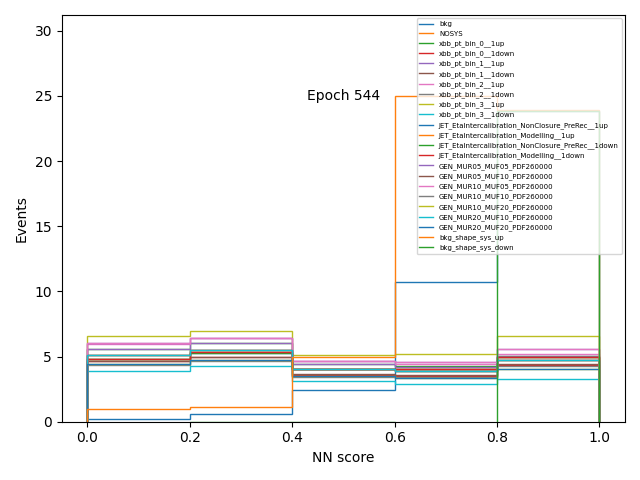 bkg
NOSYS
xbb_pt_bin_0__1up
xbb_pt_bin_0__1down
xbb_pt_bin_1__1up
xbb_pt_bin_1__1down
xbb_pt_bin_2__1up
xbb_pt_bin_2__1down
xbb_pt_bin_3__1up
xbb_pt_bin_3__1down
JET_EtaIntercalibration_NonClosure_PreRec__1up
JET_EtaIntercalibration_Modelling__1up
JET_EtaIntercalibration_NonClosure_PreRec__1down
JET_EtaIntercalibration_Modelling__1down
GEN_MUR05_MUF05_PDF260000
GEN_MUR05_MUF10_PDF260000
GEN_MUR10_MUF05_PDF260000
GEN_MUR10_MUF10_PDF260000
GEN_MUR10_MUF20_PDF260000
GEN_MUR20_MUF10_PDF260000
GEN_MUR20_MUF20_PDF260000
bkg_shape_sys_up
bkg_shape_sys_down
Epoch 544
30
25
20
15
10
5
0
Events
0.0 0.2 0.4 0.6 0.8 1.0
NN score